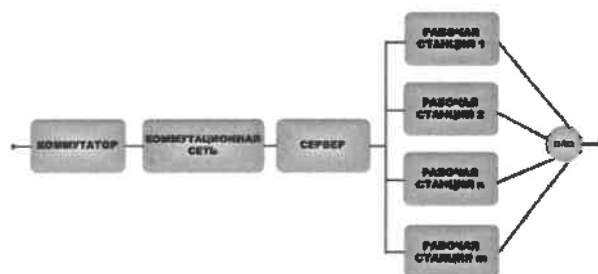 РАБОЧАЯ
СТАНЦИЯ 1
РАБОЧАЯ
СТАНЦИЯ 2
КОММУТАТОР
КОММУТАЦИОННАЯ
СЕТЬ
СЕРВЕР
n/m
РАБОЧАЯ
СТАНЦИЯ n
РАБОЧАЯ
СТАНЦИЯ m